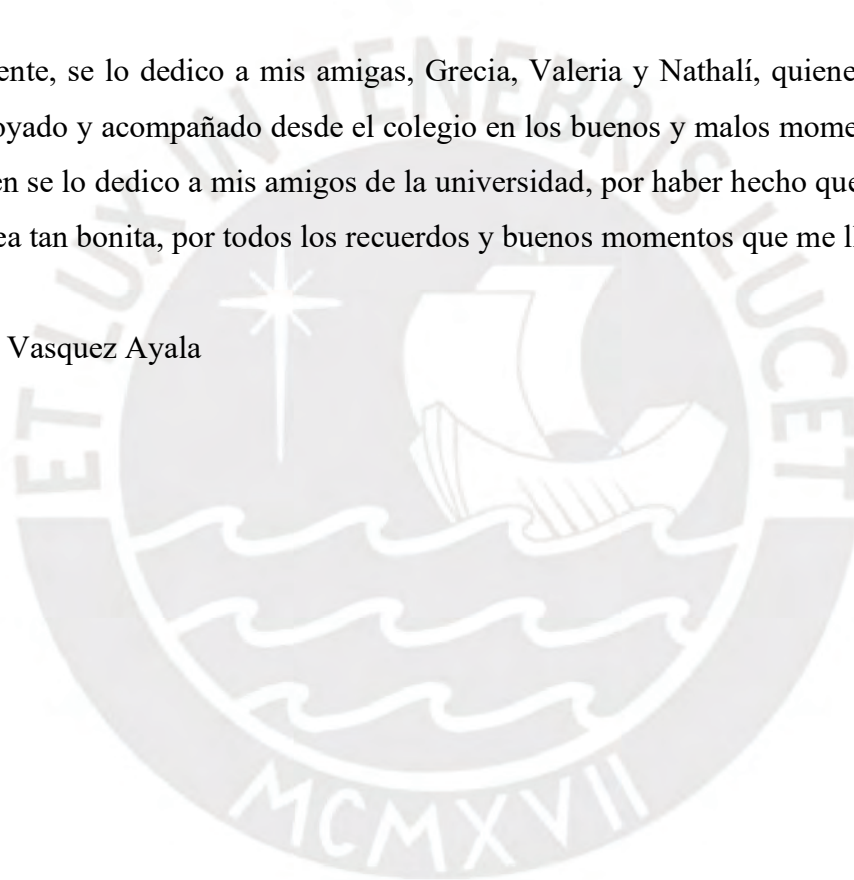 ente, se lo dedico a mis amigas, Grecia, Valeria y Nathalí, quiene
oyado y acompañado desde el colegio en los buenos y malos mome
en se lo dedico a mis amigos de la universidad, por haber hecho que
ea tan bonita, por todos los recuerdos y buenos momentos que me l
Vasquez Ayala
ET LUX IN TENEBRIS LUCET
MCMXVII